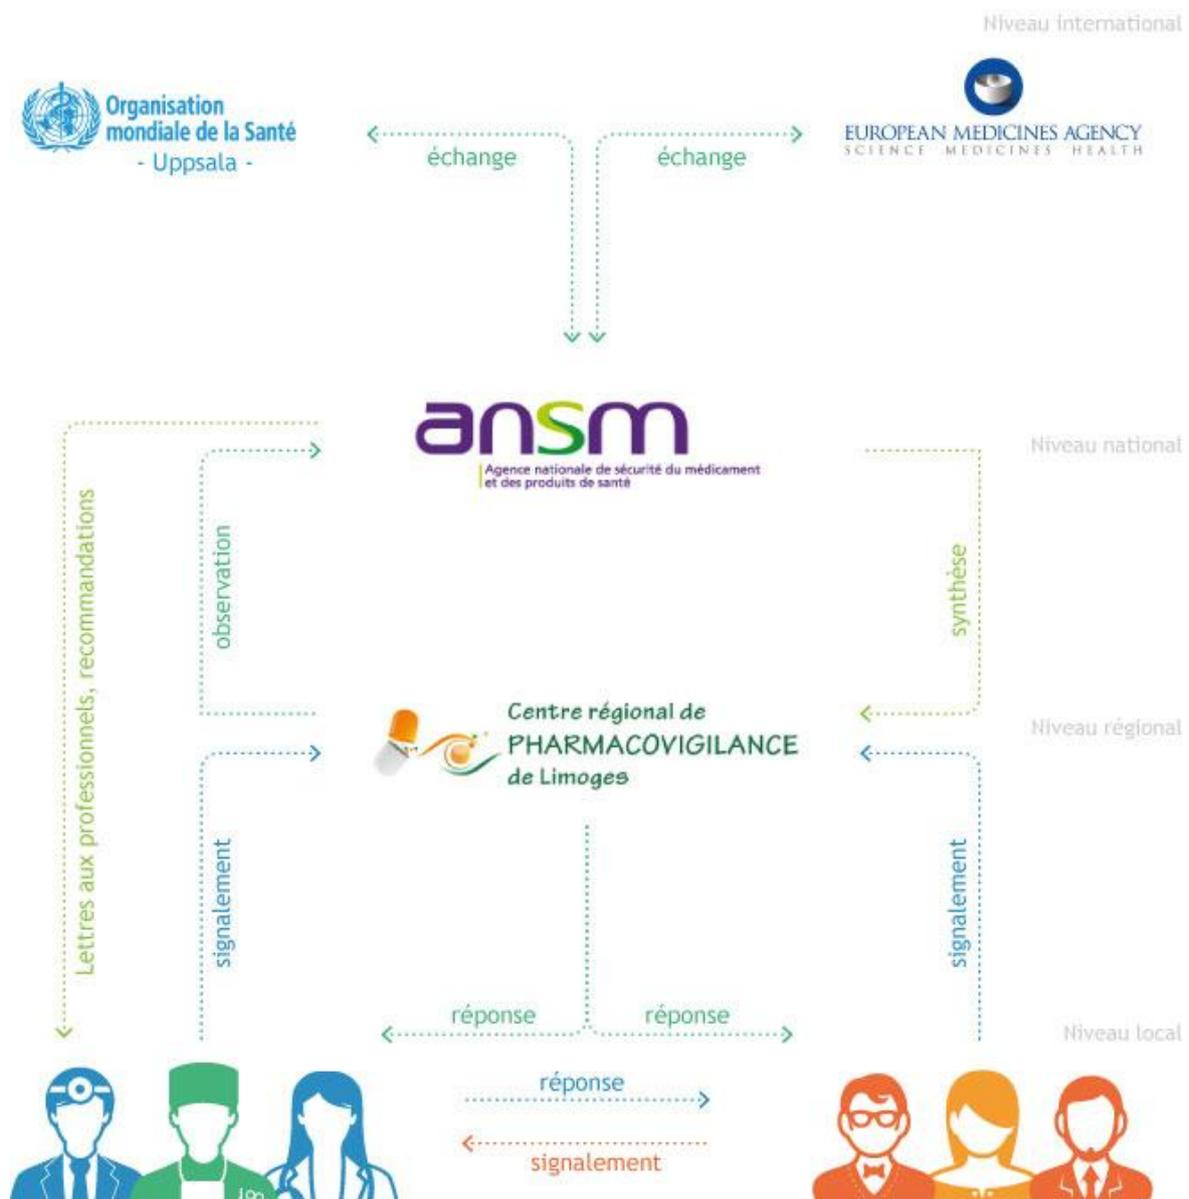 Niveau international
Organisation
mondiale de la Santé
- Uppsala -
échange
échange
EUROPEAN MEDICINES AGENCY
SCIENCE MEDICINES HEALTH
ansm
Agence nationale de sécurité du médicament
et des produits de santé
Niveau national
Lettres aux professionnels, recommandations
observation
synthèse
Centre régional de
PHARMACOVIGILANCE
de Limoges
Niveau régional
signalement
signalement
réponse
réponse
Niveau local
réponse
signalement